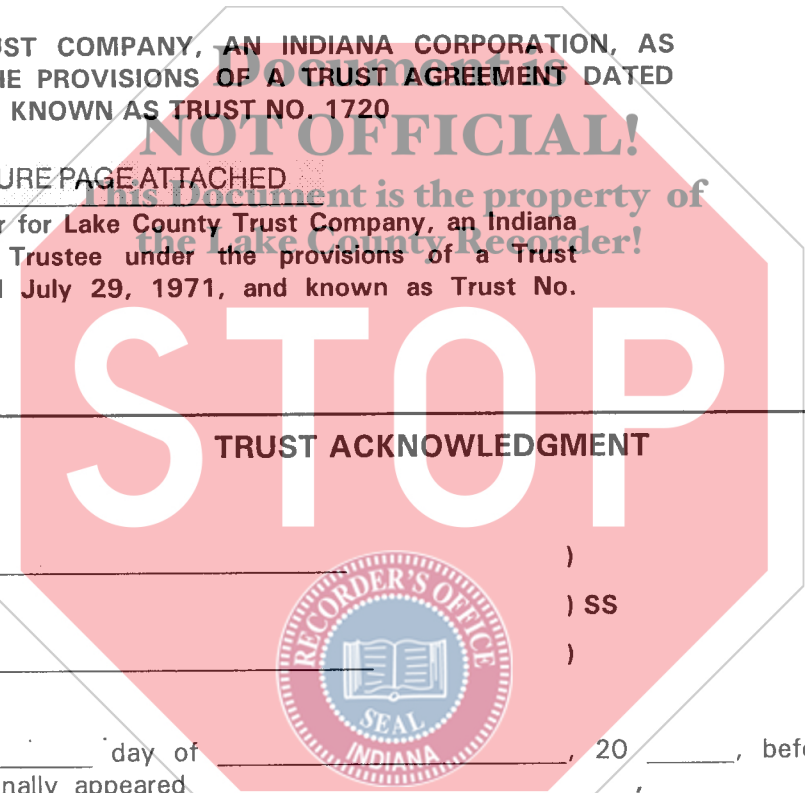 UST COMPANY, AN INDIANA CORPORATION, AS
HE PROVISIONS OF A TRUST AGREEMENT DATED
KNOWN AS TRUST NO. 1720
Document is
NOT OFFICIAL!
This Document is the property of
the Lake County Recorder!
URE PAGE ATTACHED
r for Lake County Trust Company, an Indiana
Trustee under the provisions of a Trust
July 29, 1971, and known as Trust No.
STOP
TRUST ACKNOWLEDGMENT
)
) SS
)
RECORDER'S OFFICE
SEAL
INDIANA
day of , 20 , befo
nally appeared ,